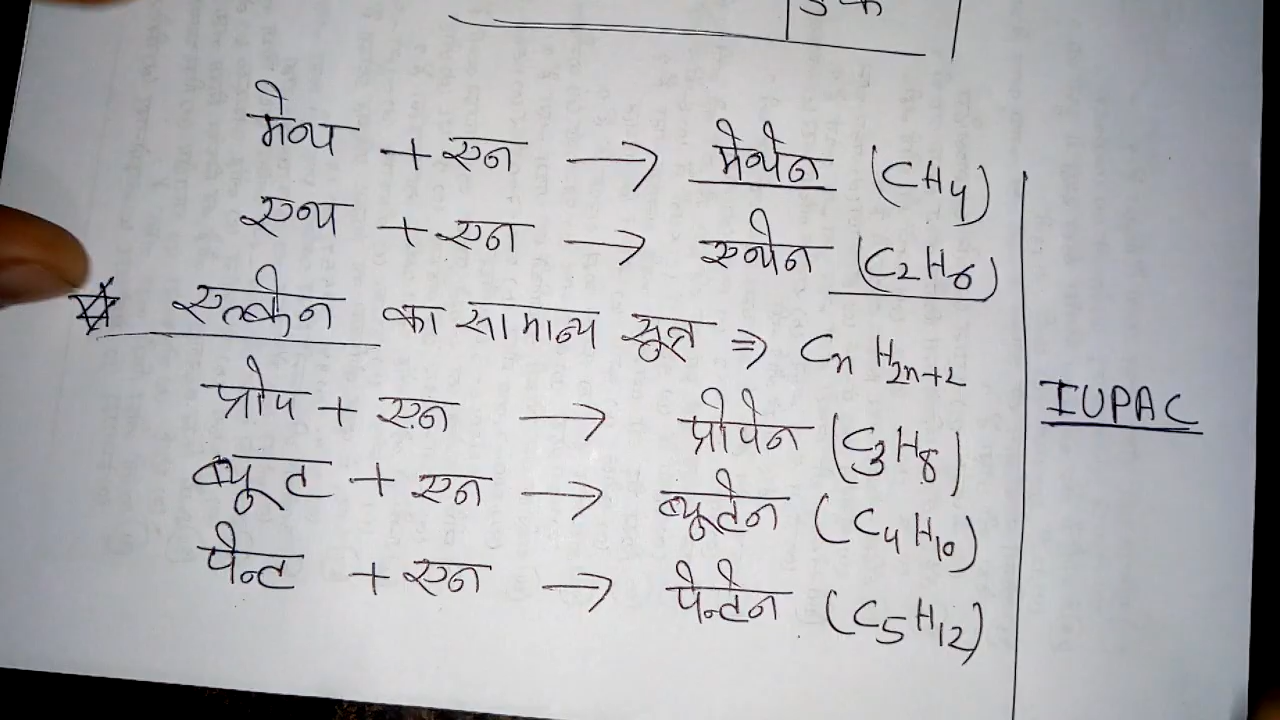 मेथ + एन → मेथेन (CH4)
एथ + एन → एथेन (C2H6)
एल्केन का सामान्य सूत्र ⇒ CnH2n+2
प्रोप + एन → प्रोपेन (C3H8)
IUPAC
ब्यूट + एन → ब्यूटेन (C4H10)
पेन्ट + एन → पेन्टेन (C5H12)